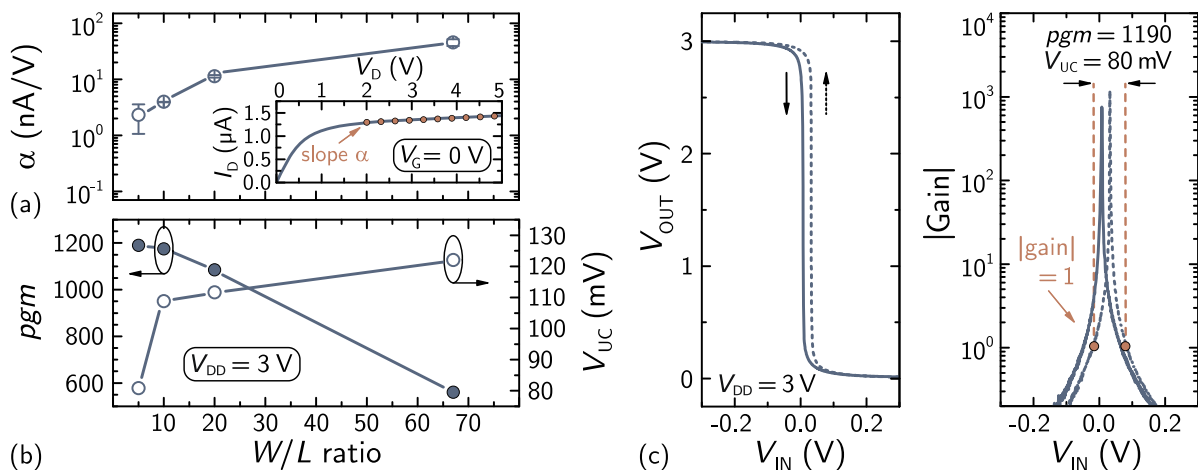 (a)
α (nA/V)
10²
10¹
10⁰
10⁻¹
V_D (V)
0 1 2 3 4 5
I_D (μA)
1.5
1.0
0.5
0.0
slope α
V_G = 0 V
(b)
pgm
1200
1000
800
600
V_UC (mV)
130
120
110
100
90
80
V_DD = 3 V
10 20 30 40 50 60 70
W/L ratio
(c)
V_OUT (V)
3
2
1
0
V_DD = 3 V
-0.2 0.0 0.2
V_IN (V)
|Gain|
10⁴
10³
10²
10¹
10⁰
pgm = 1190
V_UC = 80 mV
|gain|
= 1
-0.2 0.0 0.2
V_IN (V)